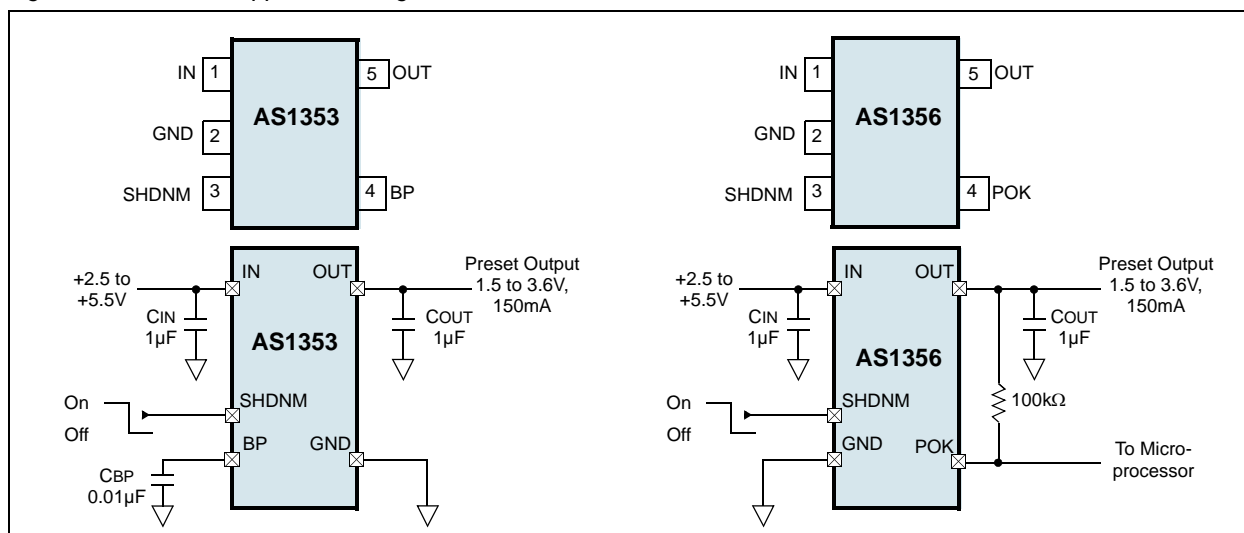 IN 1
5 OUT
AS1353
GND 2
SHDNM 3
4 BP
IN 1
5 OUT
AS1356
GND 2
SHDNM 3
4 POK
IN
OUT
+2.5 to
+5.5V
Preset Output
1.5 to 3.6V,
150mA
CIN
1µF
COUT
1µF
AS1353
On
Off
SHDNM
BP
GND
CBP
0.01µF
IN
OUT
+2.5 to
+5.5V
Preset Output
1.5 to 3.6V,
150mA
CIN
1µF
COUT
1µF
AS1356
On
Off
SHDNM
100kΩ
GND
POK
To Micro-
processor